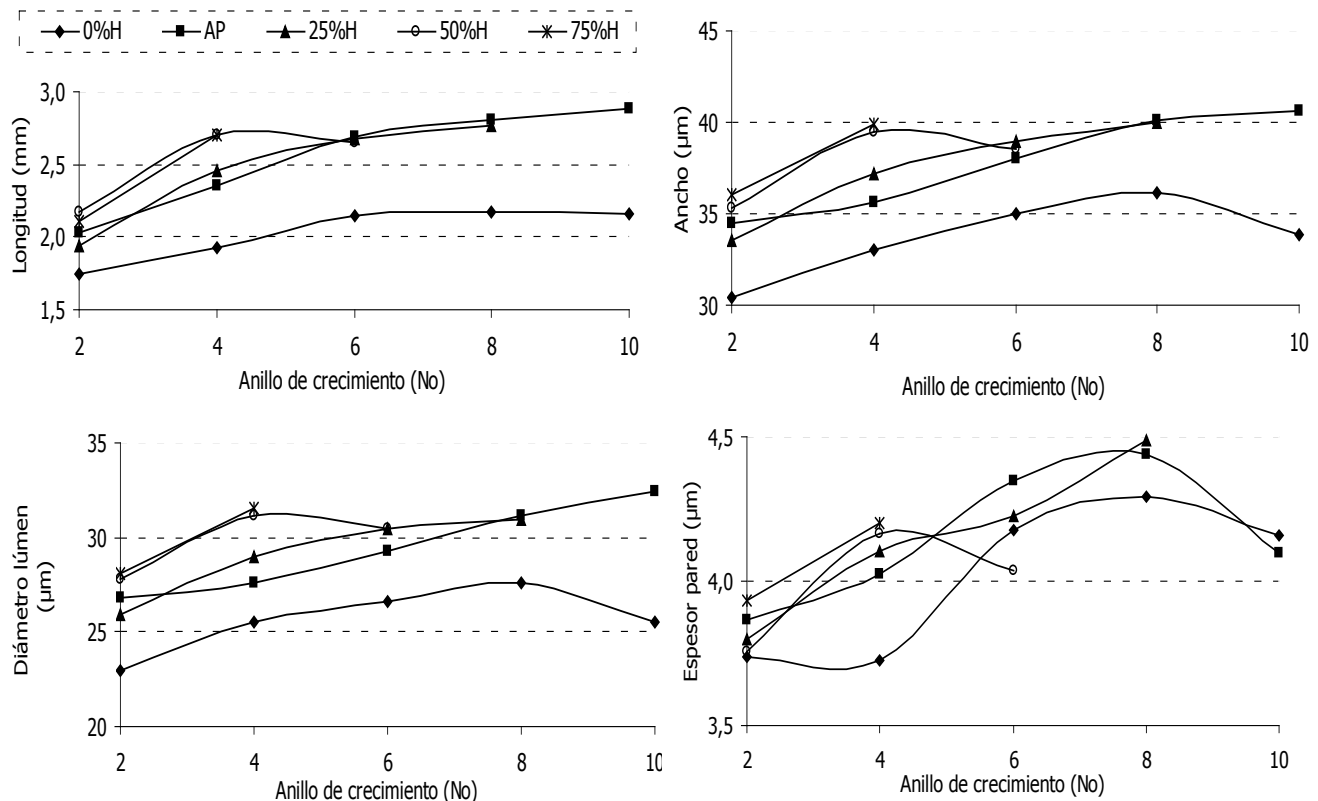 0%H AP 25%H 50%H 75%H
Longitud (mm)
3,0
2,5
2,0
1,5
2 4 6 8 10
Anillo de crecimiento (No)
Ancho (µm)
45
40
35
30
2 4 6 8 10
Anillo de crecimiento (No)
Diámetro lúmen
(µm)
35
30
25
20
2 4 6 8 10
Anillo de crecimiento (No)
Espesor pared (µm)
4,5
4,0
3,5
2 4 6 8 10
Anillo de crecimiento (No)